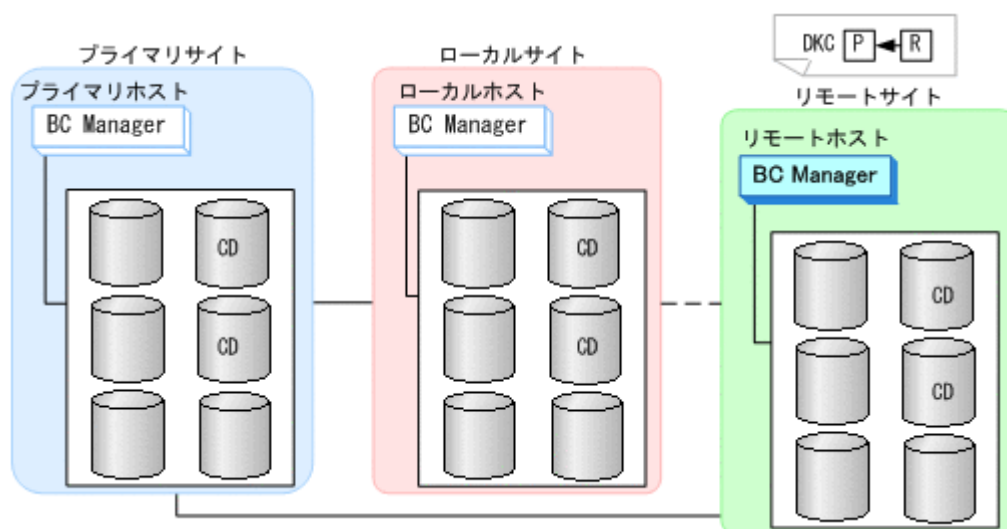 プライマリサイト
プライマリホスト
BC Manager
CD
CD
ローカルサイト
ローカルホスト
BC Manager
CD
CD
DKC P R
リモートサイト
リモートホスト
BC Manager
CD
CD